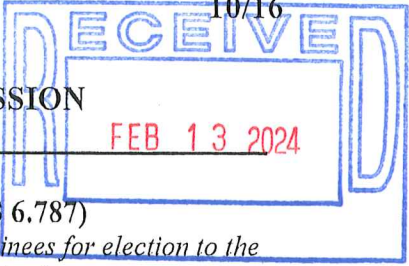 10/16
RECEIVED
SSION
FEB 13 2024
6.787)
inees for election to the